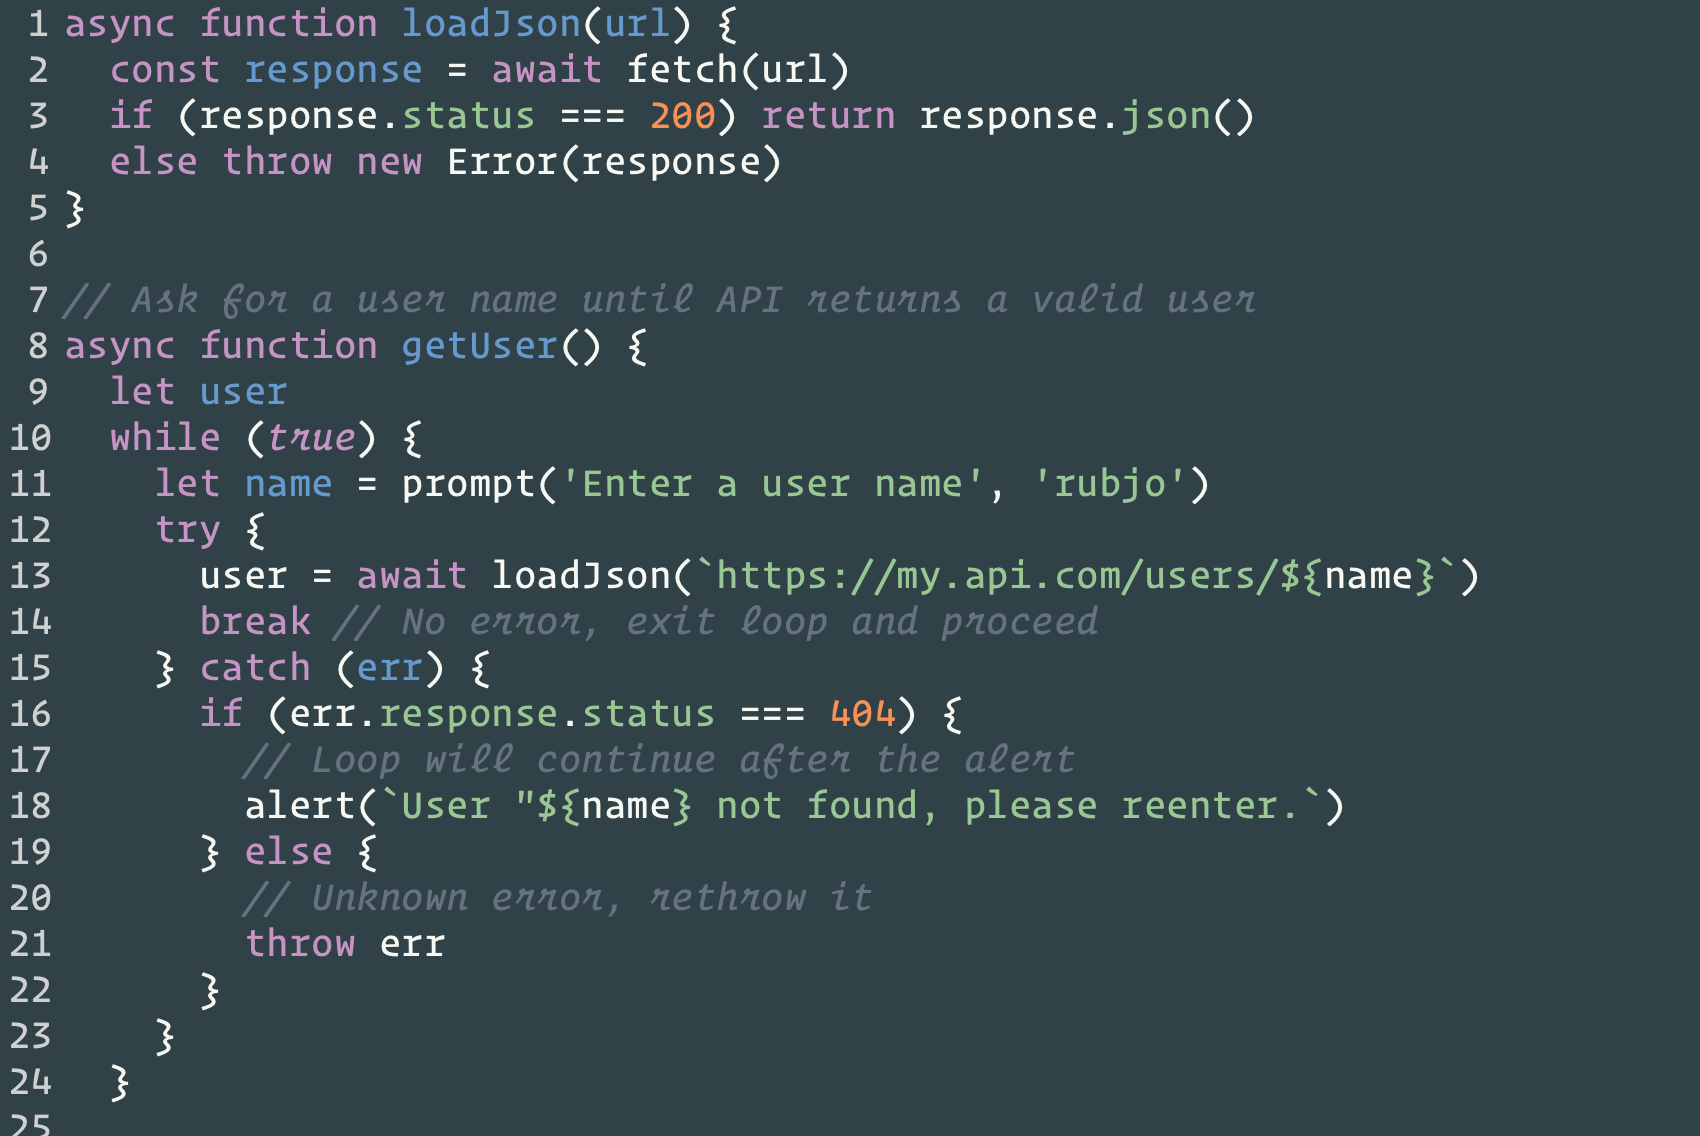 1 async function loadJson(url) {
2   const response = await fetch(url)
3   if (response.status === 200) return response.json()
4   else throw new Error(response)
5 }
6
7 // Ask for a user name until API returns a valid user
8 async function getUser() {
9   let user
10   while (true) {
11     let name = prompt('Enter a user name', 'rubjo')
12     try {
13       user = await loadJson(`https://my.api.com/users/${name}`)
14       break // No error, exit loop and proceed
15     } catch (err) {
16       if (err.response.status === 404) {
17         // Loop will continue after the alert
18         alert(`User "${name} not found, please reenter.`)
19       } else {
20         // Unknown error, rethrow it
21         throw err
22       }
23     }
24   }
25